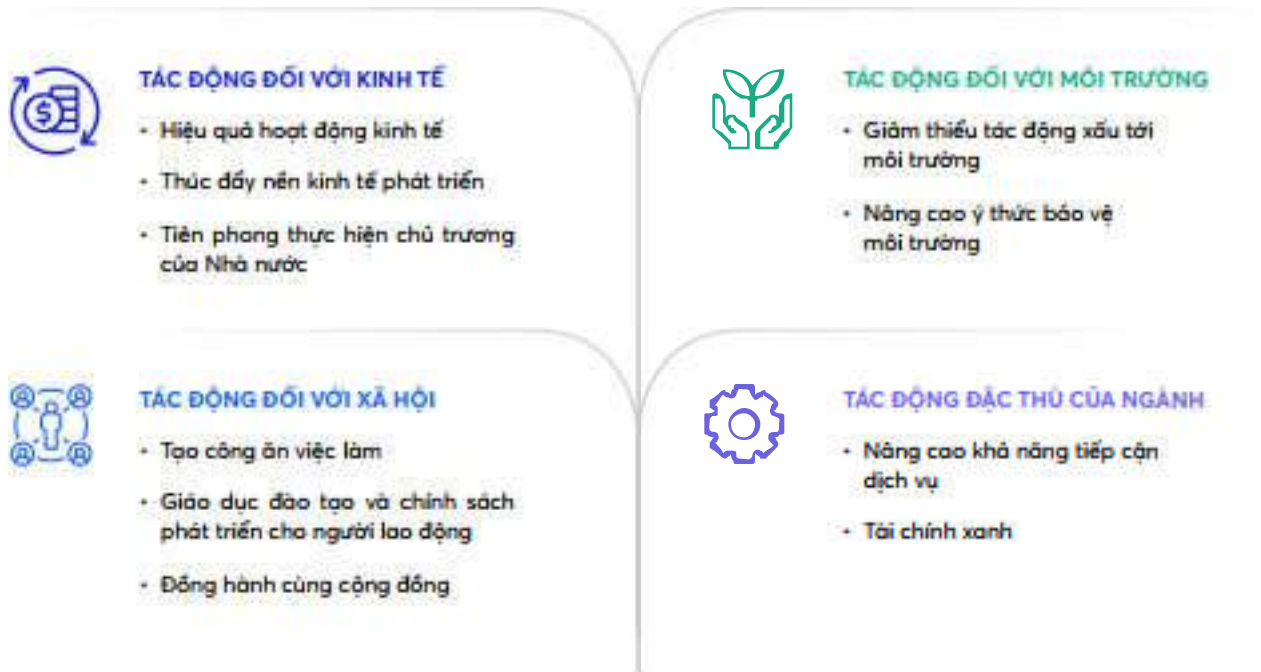 TÁC ĐỘNG ĐỐI VỚI KINH TẾ
• Hiệu quả hoạt động kinh tế
• Thúc đẩy nền kinh tế phát triển
• Tiên phong thực hiện chủ trương
của Nhà nước
TÁC ĐỘNG ĐỐI VỚI MÔI TRƯỜNG
• Giảm thiểu tác động xấu tới
môi trường
• Nâng cao ý thức bảo vệ
môi trường
TÁC ĐỘNG ĐỐI VỚI XÃ HỘI
• Tạo công ăn việc làm
• Giáo dục đào tạo và chính sách
phát triển cho người lao động
• Đồng hành cùng cộng đồng
TÁC ĐỘNG ĐẶC THÙ CỦA NGÀNH
• Nâng cao khả năng tiếp cận
dịch vụ
• Tài chính xanh